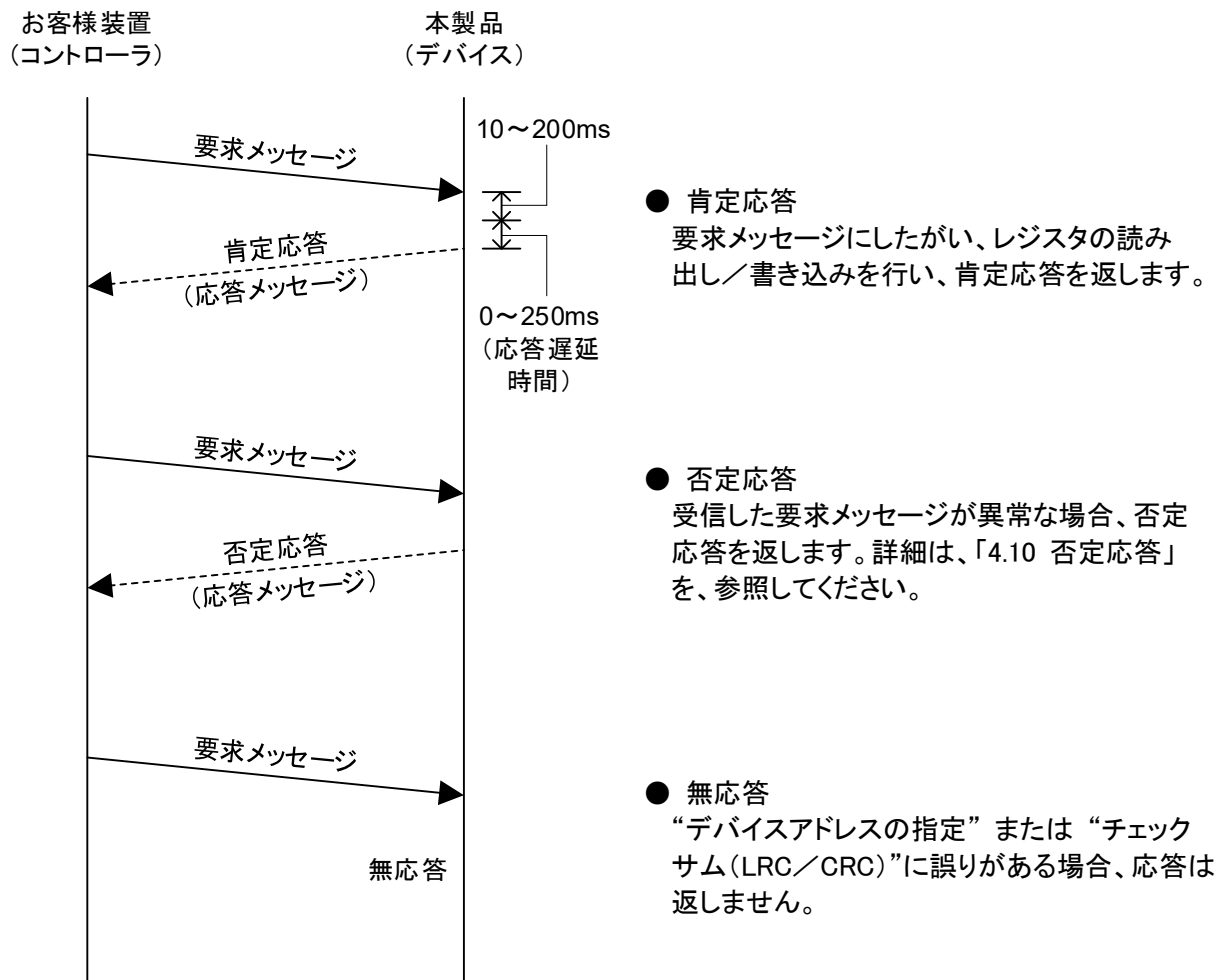 お客様装置
（コントローラ）
本製品
（デバイス）
要求メッセージ
10～200ms
肯定応答
（応答メッセージ）
0～250ms
（応答遅延
時間）
● 肯定応答
要求メッセージにしたがい、レジスタの読み
出し／書き込みを行い、肯定応答を返します。
要求メッセージ
否定応答
（応答メッセージ）
● 否定応答
受信した要求メッセージが異常な場合、否定
応答を返します。詳細は、「4.10 否定応答」
を、参照してください。
要求メッセージ
無応答
● 無応答
“デバイスアドレスの指定” または “チェック
サム（LRC／CRC）”に誤りがある場合、応答は
返しません。